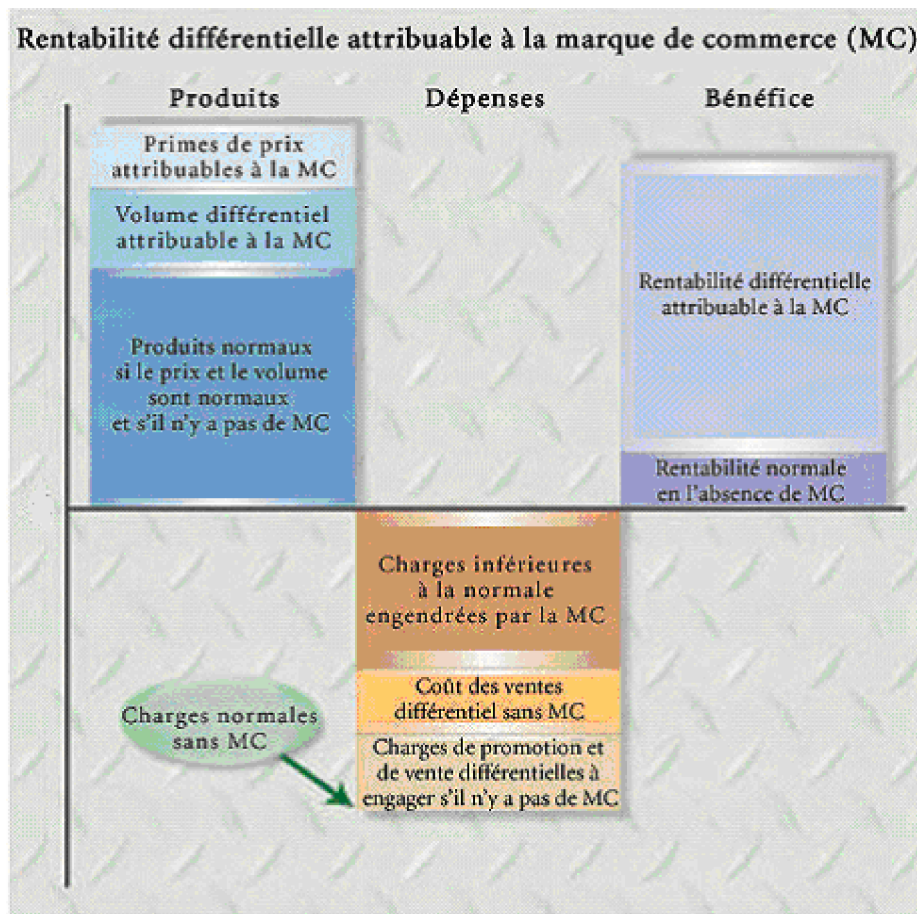 Rentabilité différentielle attribuable à la marque de commerce (MC)
Produits
Dépenses
Bénéfice
Primes de prix
attribuables à la MC
Volume différentiel
attribuable à la MC
Produits normaux
si le prix et le volume
sont normaux
et s'il n'y a pas de MC
Rentabilité différentielle
attribuable à la MC
Rentabilité normale
en l'absence de MC
Charges inférieures
à la normale
engendrées par la MC
Coût des ventes
différentiel sans MC
Charges normales
sans MC
Charges de promotion et
de vente différentielles à
engager s'il n'y a pas de MC